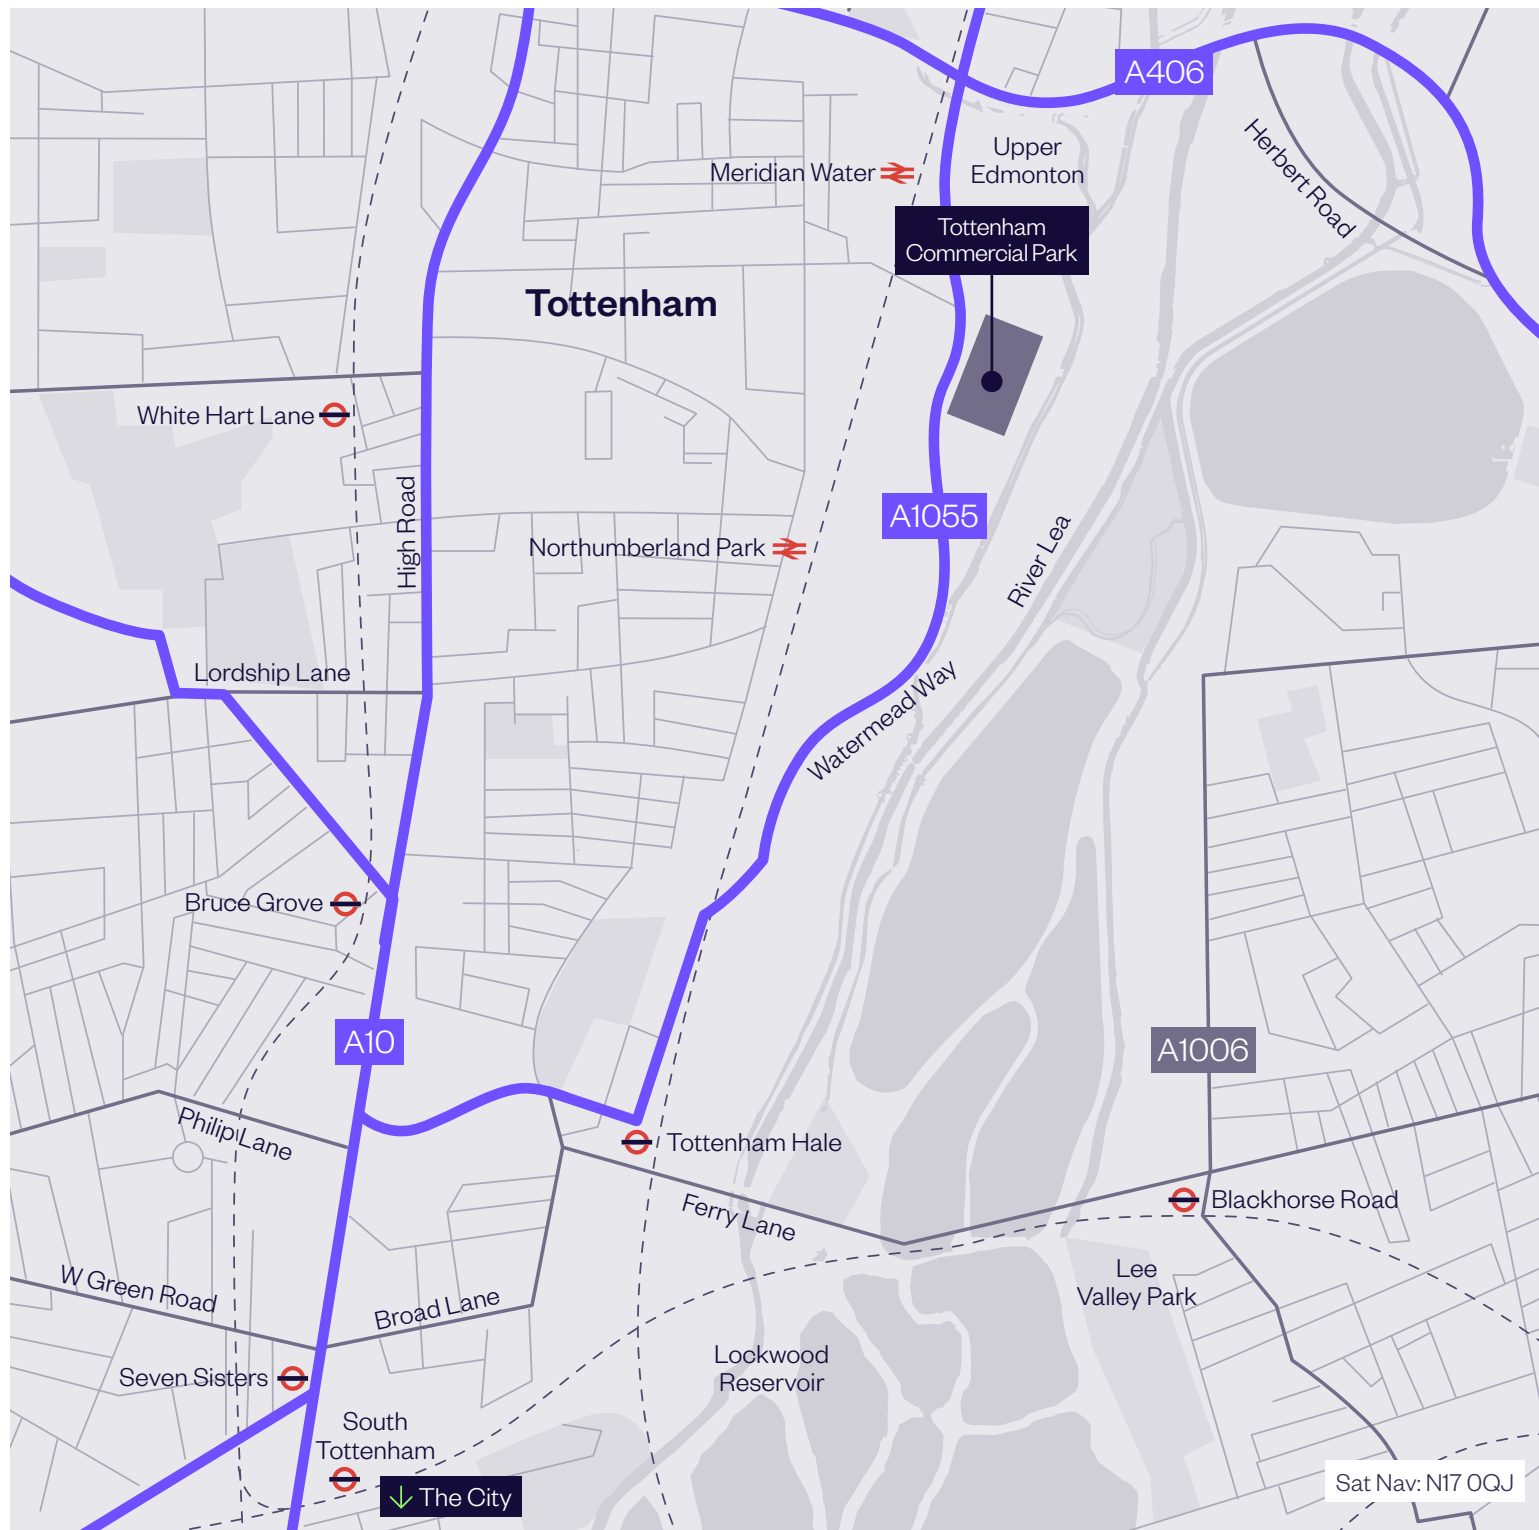 A406
Upper
Edmonton
Herbert Road
Meridian Water
Tottenham
Commercial Park
Tottenham
White Hart Lane
High Road
A1055
Northumberland Park
River Lea
Lordship Lane
Watermead Way
Bruce Grove
A10
A1006
Philip Lane
Tottenham Hale
Ferry Lane
Blackhorse Road
Lee
Valley Park
W Green Road
Broad Lane
Lockwood
Reservoir
Seven Sisters
South
Tottenham
The City
Sat Nav: N17 0QJ